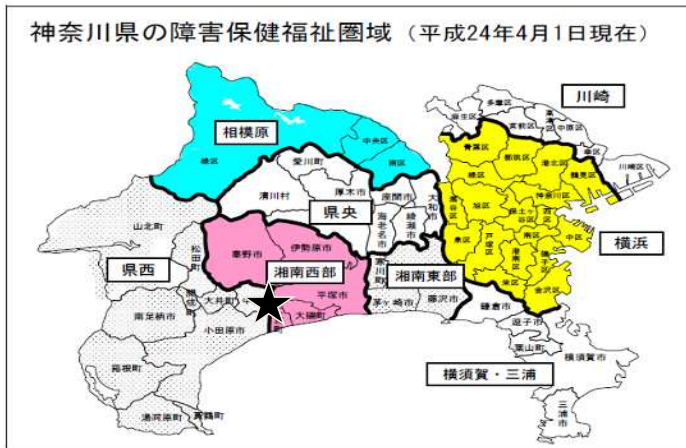 神奈川県の障害保健福祉圏域（平成24年4月1日現在）
川崎
多摩区
麻生区
宮前区
高津区
中原区
幸区
川崎区
相模原
緑区
中央区
南区
青葉区
都筑区
港北区
鶴見区
緑区
神奈川区
瀬谷区
旭区
保土ヶ谷区
西区
中区
南区
泉区
戸塚区
港南区
磯子区
栄区
金沢区
横浜
愛川町
厚木市
清川村
県央
座間市
大和市
海老名市
綾瀬市
山北町
松田町
秦野市
伊勢原市
湘南西部
平塚市
大磯町
町
寒川町
湘南東部
茅ヶ崎市
藤沢市
県西
開成町
大井町
南足柄市
小田原市
箱根町
湯河原町
真鶴町
鎌倉市
逗子市
葉山町
横須賀市
横須賀・三浦
三浦市